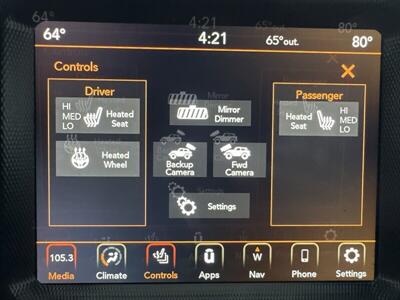 64° 4:21 65°out. 80°
Controls
Driver
HI
MED
LO
Heated
Seat
Heated
Wheel
Mirror
Dimmer
Backup
Camera
Fwd
Camera
Settings
Passenger
Heated
Seat
HI
MED
LO
105.3
W
Media Climate Controls Apps Nav Phone Settings